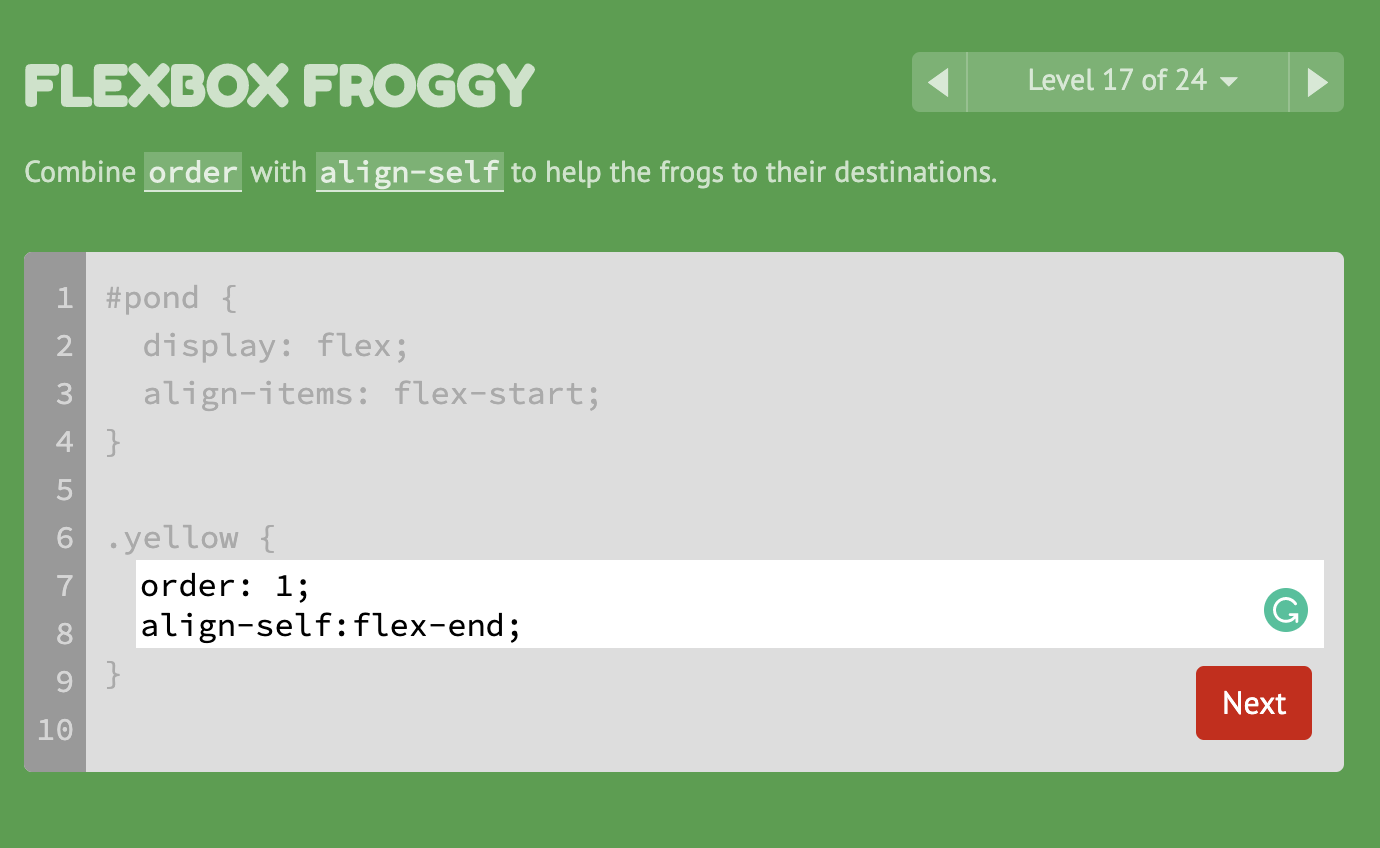 FLEXBOX FROGGY
Level 17 of 24
Combine order with align-self to help the frogs to their destinations.
1 #pond {
2 display: flex;
3 align-items: flex-start;
4 }
5
6 .yellow {
7 order: 1;
8 align-self:flex-end;
9 }
10
Next